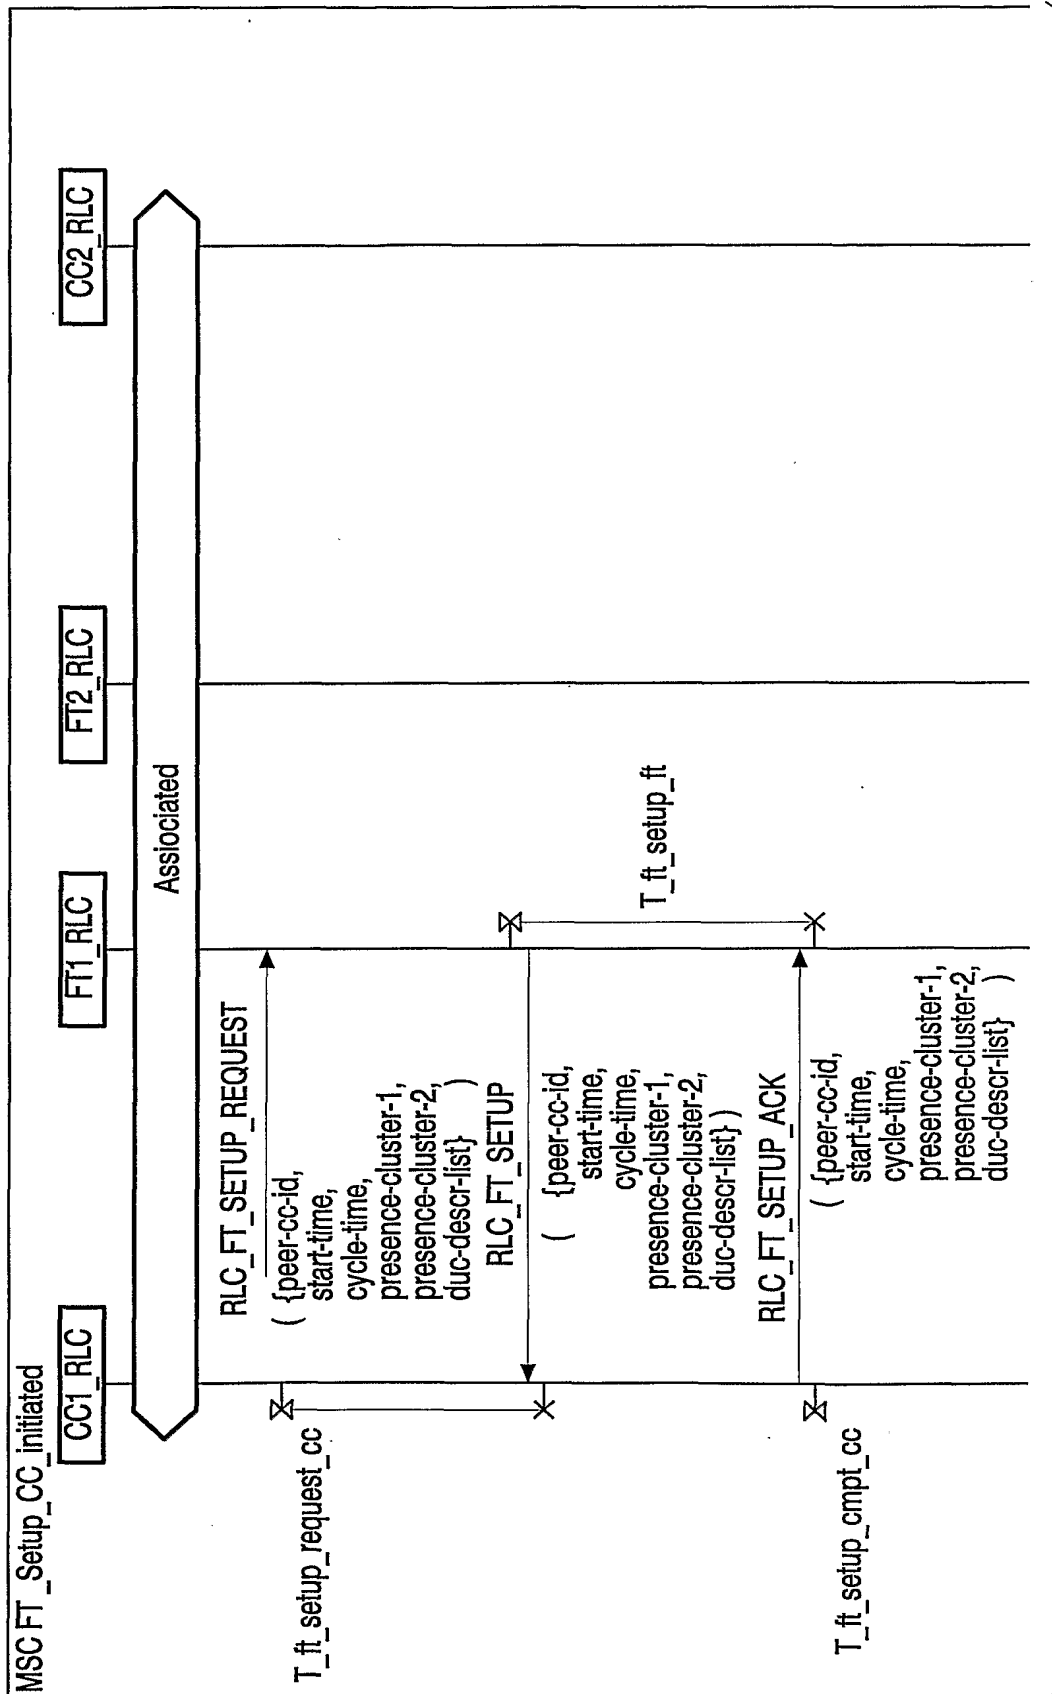 MSC FT_Setup_CC_initiated
CC1_RLC
FT1_RLC
FT2_RLC
CC2_RLC
Assiociated
RLC_FT_SETUP_REQUEST
( {peer-cc-id,
start-time,
cycle-time,
presence-cluster-1,
presence-cluster-2,
duc-descr-list} )
T_ft_setup_request_cc
RLC_FT_SETUP
( {peer-cc-id,
start-time,
cycle-time,
presence-cluster-1,
presence-cluster-2,
duc-descr-list} )
T_ft_setup_ft
RLC_FT_SETUP_ACK
( {peer-cc-id,
start-time,
cycle-time,
presence-cluster-1,
presence-cluster-2,
duc-descr-list} )
T_ft_setup_cmpt_cc